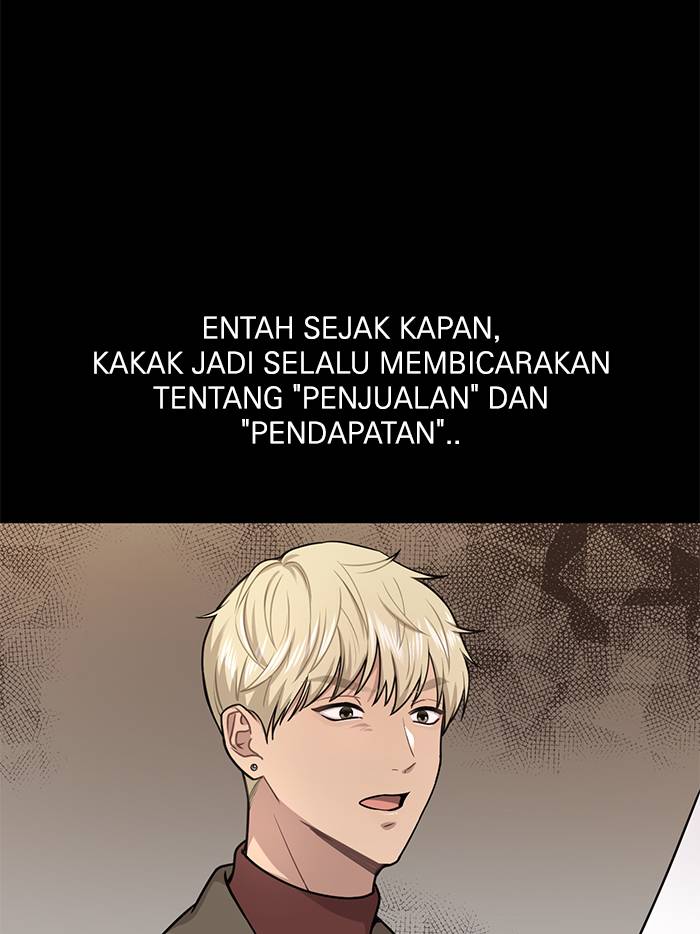 ENTAH SEJAK KAPAN,
KAKAK JADI SELALU MEMBICARAKAN
TENTANG "PENJUALAN" DAN
"PENDAPATAN"..